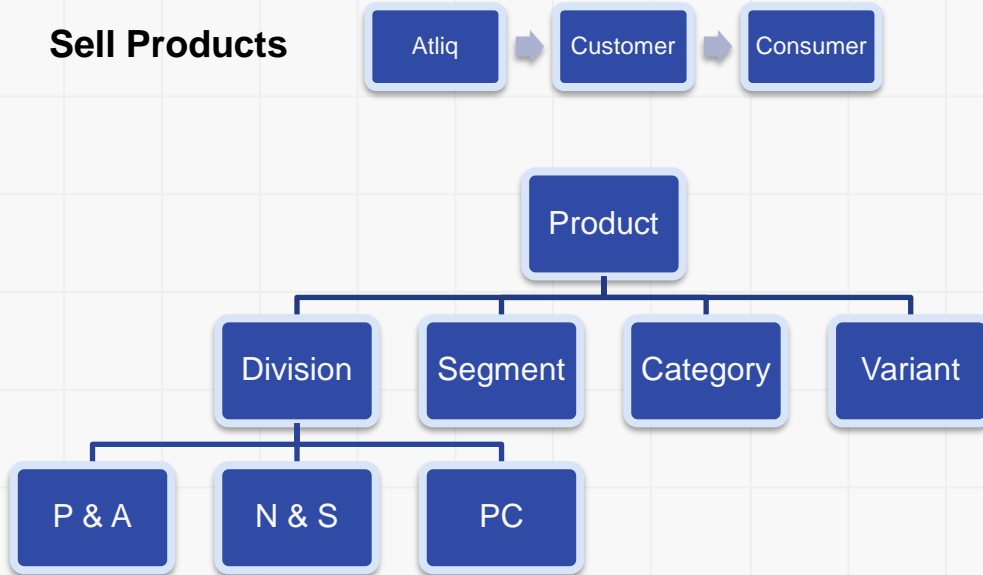 Sell Products
Atliq
Customer
Consumer
Product
Division
Segment
Category
Variant
P & A
N & S
PC